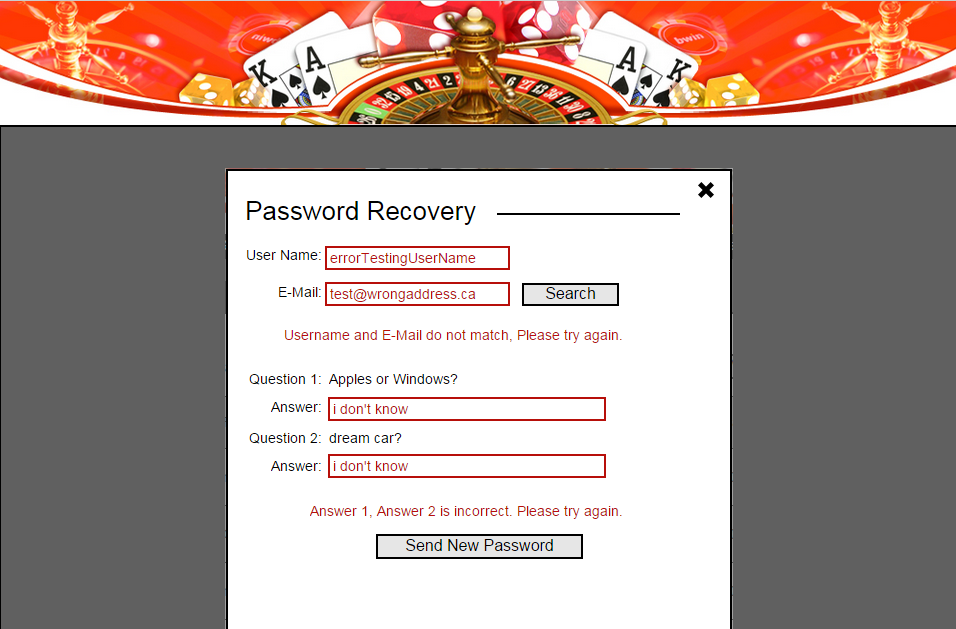 K A A K
bwin
Password Recovery
User Name: errorTestingUserName
E-Mail: test@wrongaddress.ca Search
Username and E-Mail do not match, Please try again.
Question 1: Apples or Windows?
Answer: i don't know
Question 2: dream car?
Answer: i don't know
Answer 1, Answer 2 is incorrect. Please try again.
Send New Password